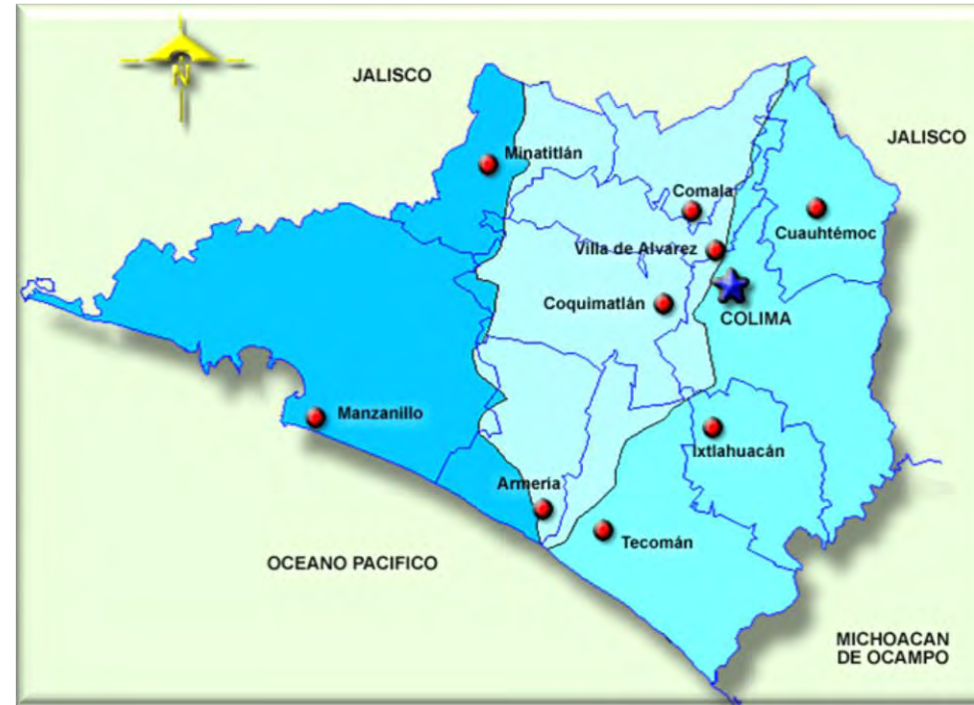 N
JALISCO
JALISCO
Minatitlán
Comala
Cuauhtémoc
Villa de Alvarez
Coquimatlán
COLIMA
Manzanillo
Ixtlahuacán
Armería
Tecomán
OCEANO PACIFICO
MICHOACAN
DE OCAMPO